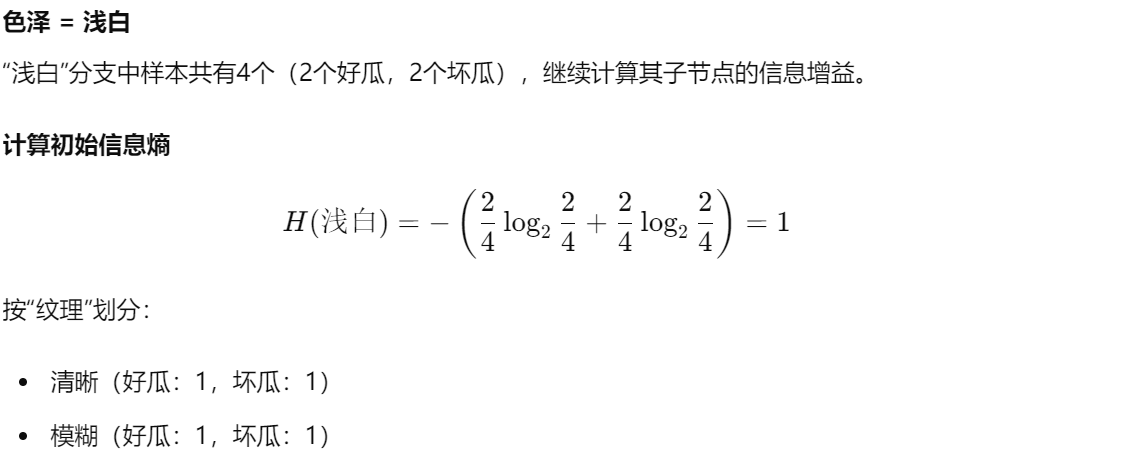 色泽 = 浅白
“浅白”分支中样本共有4个（2个好瓜，2个坏瓜），继续计算其子节点的信息增益。
计算初始信息熵
H(浅白) = − (2/4 log₂ 2/4 + 2/4 log₂ 2/4) = 1
按“纹理”划分：
• 清晰（好瓜：1，坏瓜：1）
• 模糊（好瓜：1，坏瓜：1）